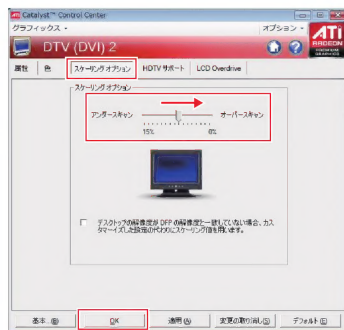 Catalyst™ Control Center
グラフィックス
オプション
ATI
RADEON
DTV (DVI) 2
属性
色
スケーリング オプション
HDTV サポート
LCD Overdrive
スケーリング オプション
アンダースキャン
オーバースキャン
15%
0%
デスクトップの解像度が DFP の解像度と一致していない場合、カス
タマイズした設定の代わりにスケーリング値を用います。
基本(B)
OK
適用(A)
変更の取り消し(S)
デフォルト(D)